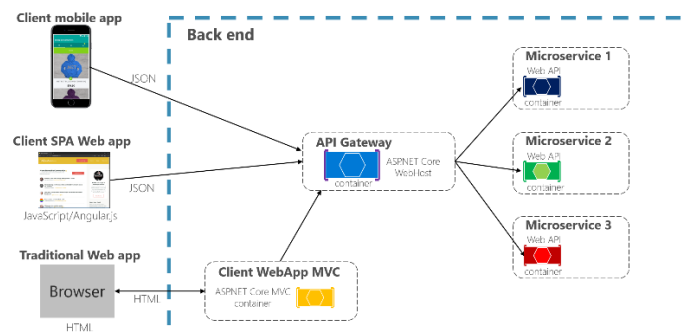 Client mobile app
Back end
JSON
Microservice 1
Web API
container
Client SPA Web app
JSON
JavaScript/Angular.js
API Gateway
ASPNET Core
WebHost
container
Microservice 2
Web API
container
Microservice 3
Web API
container
Traditional Web app
Browser
HTML
HTML
Client WebApp MVC
ASPNET Core MVC
container